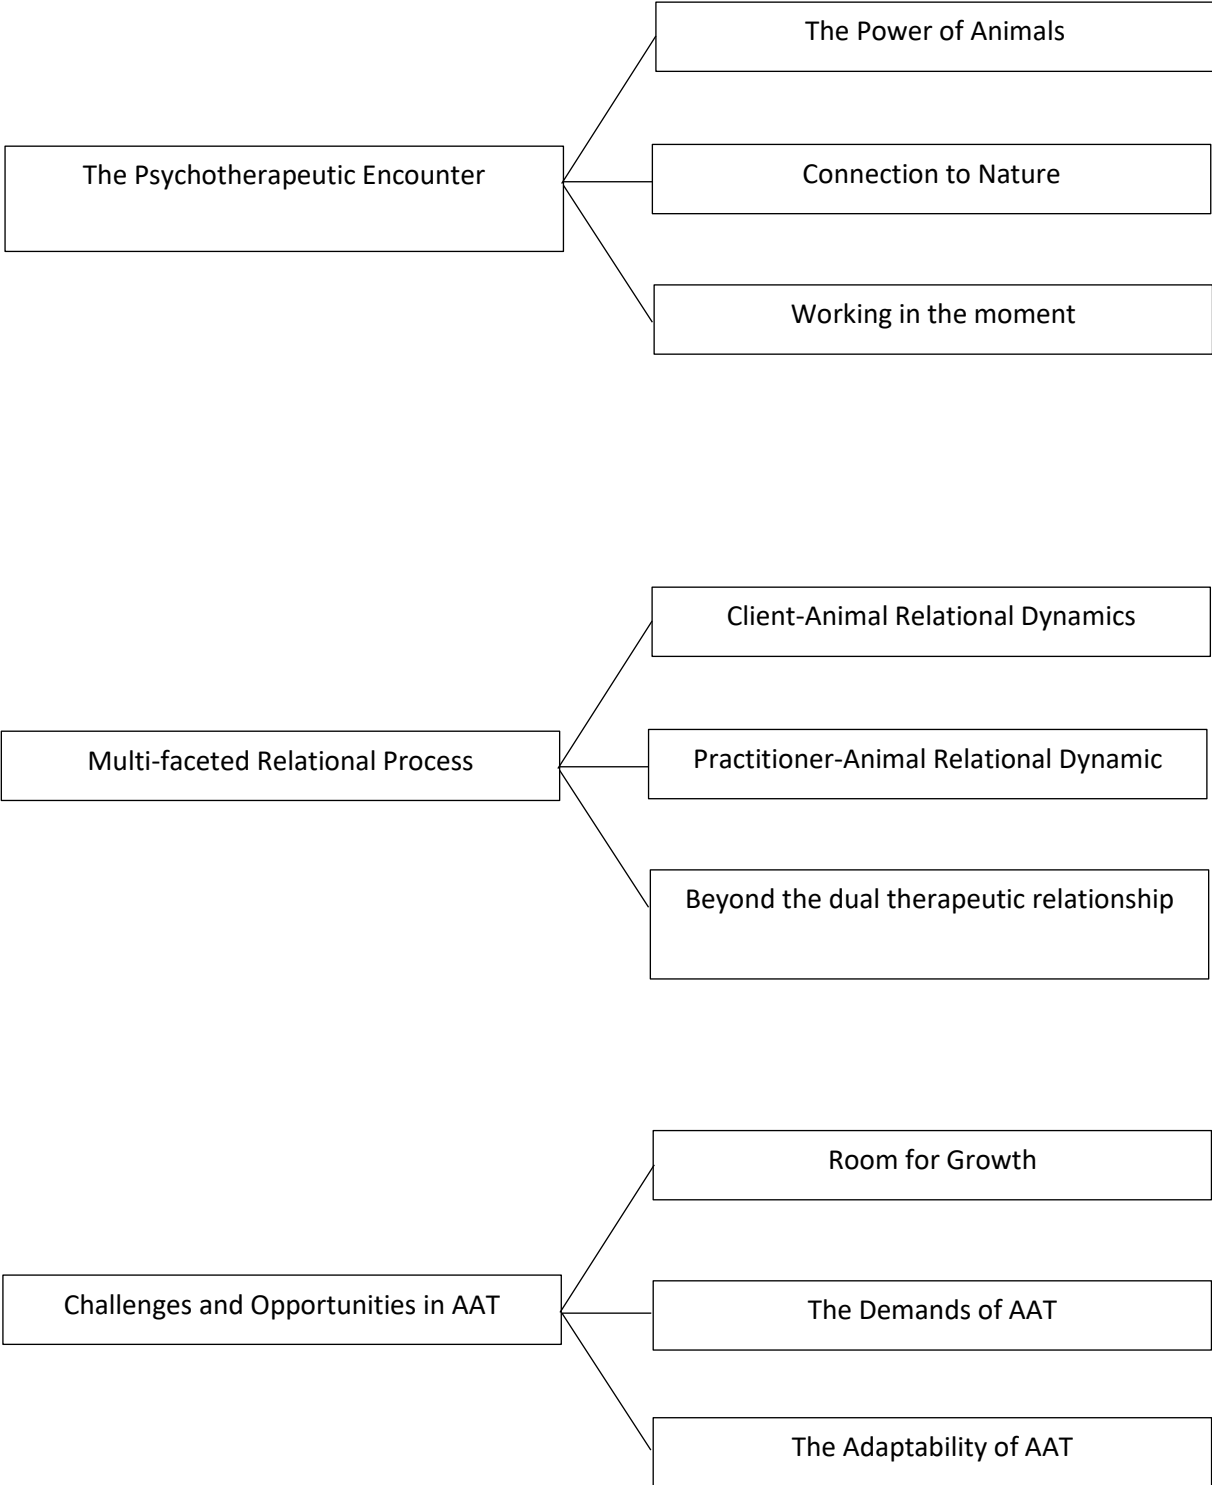 The Psychotherapeutic Encounter
The Power of Animals
Connection to Nature
Working in the moment
Multi-faceted Relational Process
Client-Animal Relational Dynamics
Practitioner-Animal Relational Dynamic
Beyond the dual therapeutic relationship
Challenges and Opportunities in AAT
Room for Growth
The Demands of AAT
The Adaptability of AAT